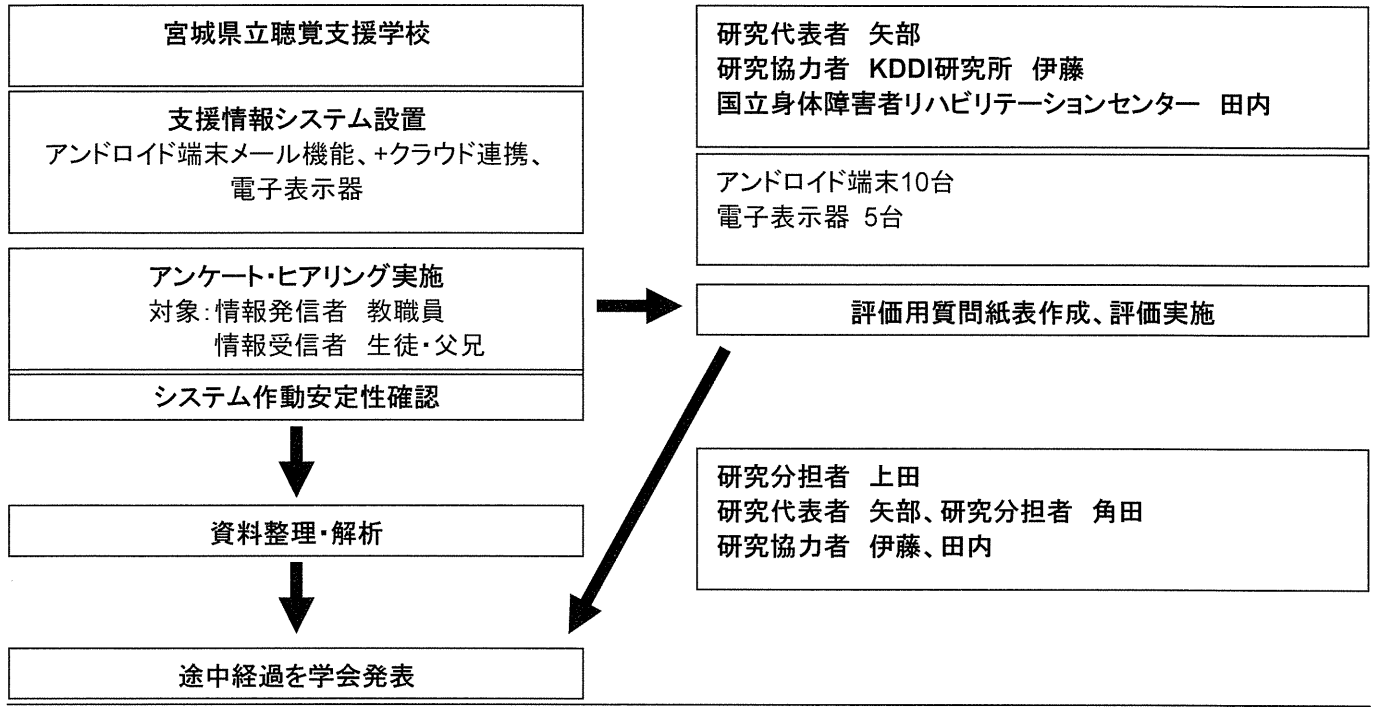 宮城県立聴覚支援学校
支援情報システム設置
アンドロイド端末メール機能、+クラウド連携、
電子表示器
アンケート・ヒアリング実施
対象：情報発信者　教職員
情報受信者　生徒・父兄
システム作動安定性確認
資料整理・解析
途中経過を学会発表
研究代表者　矢部
研究協力者　KDDI研究所　伊藤
国立身体障害者リハビリテーションセンター　田内
アンドロイド端末10台
電子表示器 5台
評価用質問紙表作成、評価実施
研究分担者　上田
研究代表者　矢部、研究分担者　角田
研究協力者　伊藤、田内